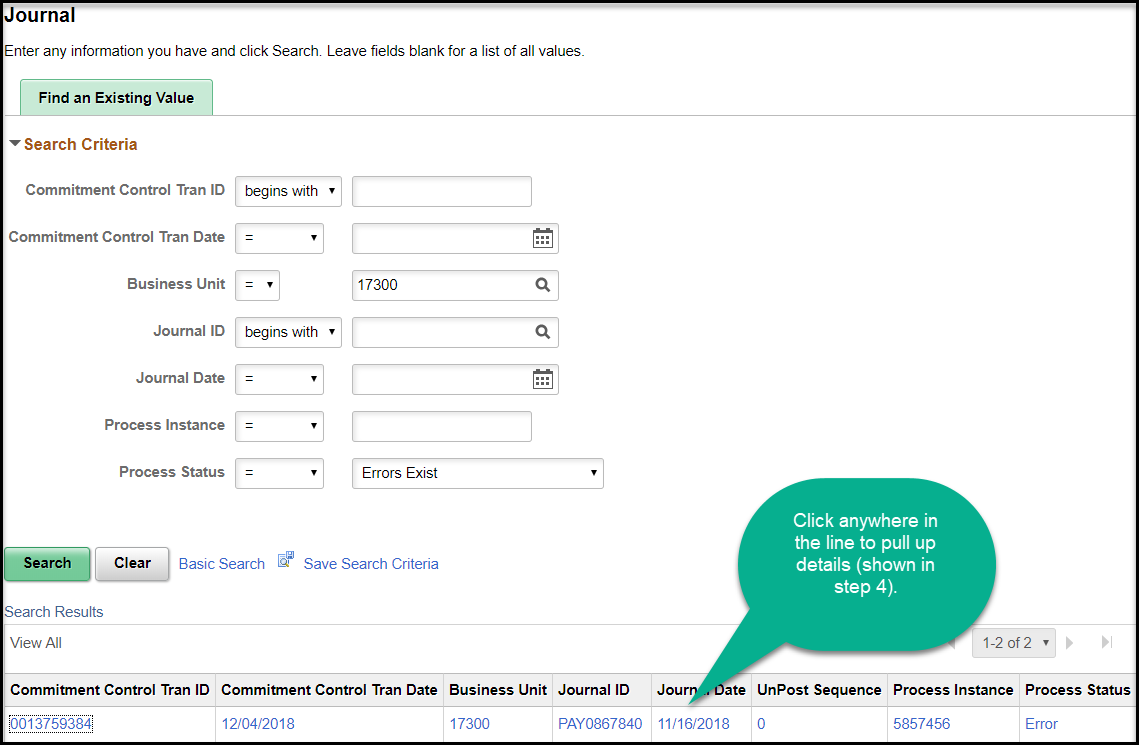 Journal
Enter any information you have and click Search. Leave fields blank for a list of all values.
Find an Existing Value
Search Criteria
Commitment Control Tran ID begins with
Commitment Control Tran Date =
Business Unit = 17300
Journal ID begins with
Journal Date =
Process Instance =
Process Status = Errors Exist
Click anywhere in
the line to pull up
details (shown in
step 4).
Search Clear Basic Search Save Search Criteria
Search Results
View All 1-2 of 2
Commitment Control Tran ID Commitment Control Tran Date Business Unit Journal ID Journal Date UnPost Sequence Process Instance Process Status
0013759384 12/04/2018 17300 PAY0867840 11/16/2018 0 5857456 Error